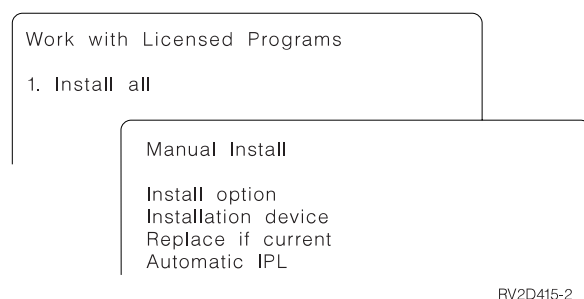 Work with Licensed Programs
1. Install all
Manual Install
Install option
Installation device
Replace if current
Automatic IPL
RV2D415-2